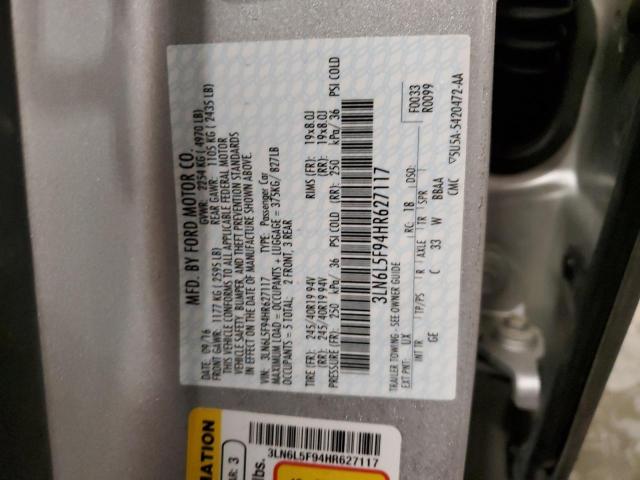 MFD. BY FORD MOTOR CO.
DATE: 09/16 GVWR: 2254 KG ( 4970 LB)
FRONT GAWR: 1177 KG ( 2595 LB) REAR GAWR: 1105 KG ( 2435 LB)
THIS VEHICLE CONFORMS TO ALL APPLICABLE FEDERAL MOTOR
VEHICLE SAFETY, BUMPER, AND THEFT PREVENTION STANDARDS
IN EFFECT ON THE DATE OF MANUFACTURE SHOWN ABOVE.
VIN: 3LN6L5F94HR627117 TYPE: Passenger Car
MAXIMUM LOAD = OCCUPANTS + LUGGAGE = 375KG/ 827LB
OCCUPANTS = 5 TOTAL: 2 FRONT, 3 REAR
TIRE (FR): 245/40R19 94V RIMS (FR): 19x8.0J
(RR): 245/40R19 94V (RR): 19x8.0J
PRESSURE (FR): 250 kPa/ 36 PSI COLD (RR): 250 kPa/ 36 PSI COLD
3LN6L5F94HR627117
F0033
R0099
TRAILER TOWING - SEE OWNER GUIDE
EXT PNT: UX RC: 1B DSO:
INT TR TP/PS R AXLE TR SPR
GE C 33 W BBAA
CMC ▽5U5A-5420472-AA
3LN6L5F94HR627117
MATION
AR: 3
lbs.